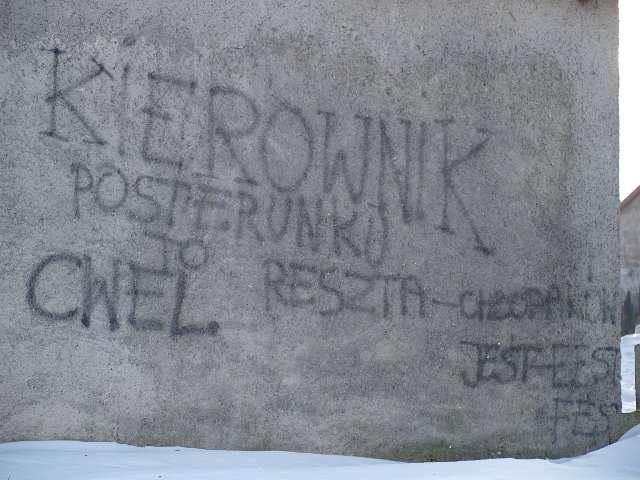 KiEROWNiK
POSTERUNKU
TO
CWEL.
RESZTA - CHŁOPAKÓW
JEST